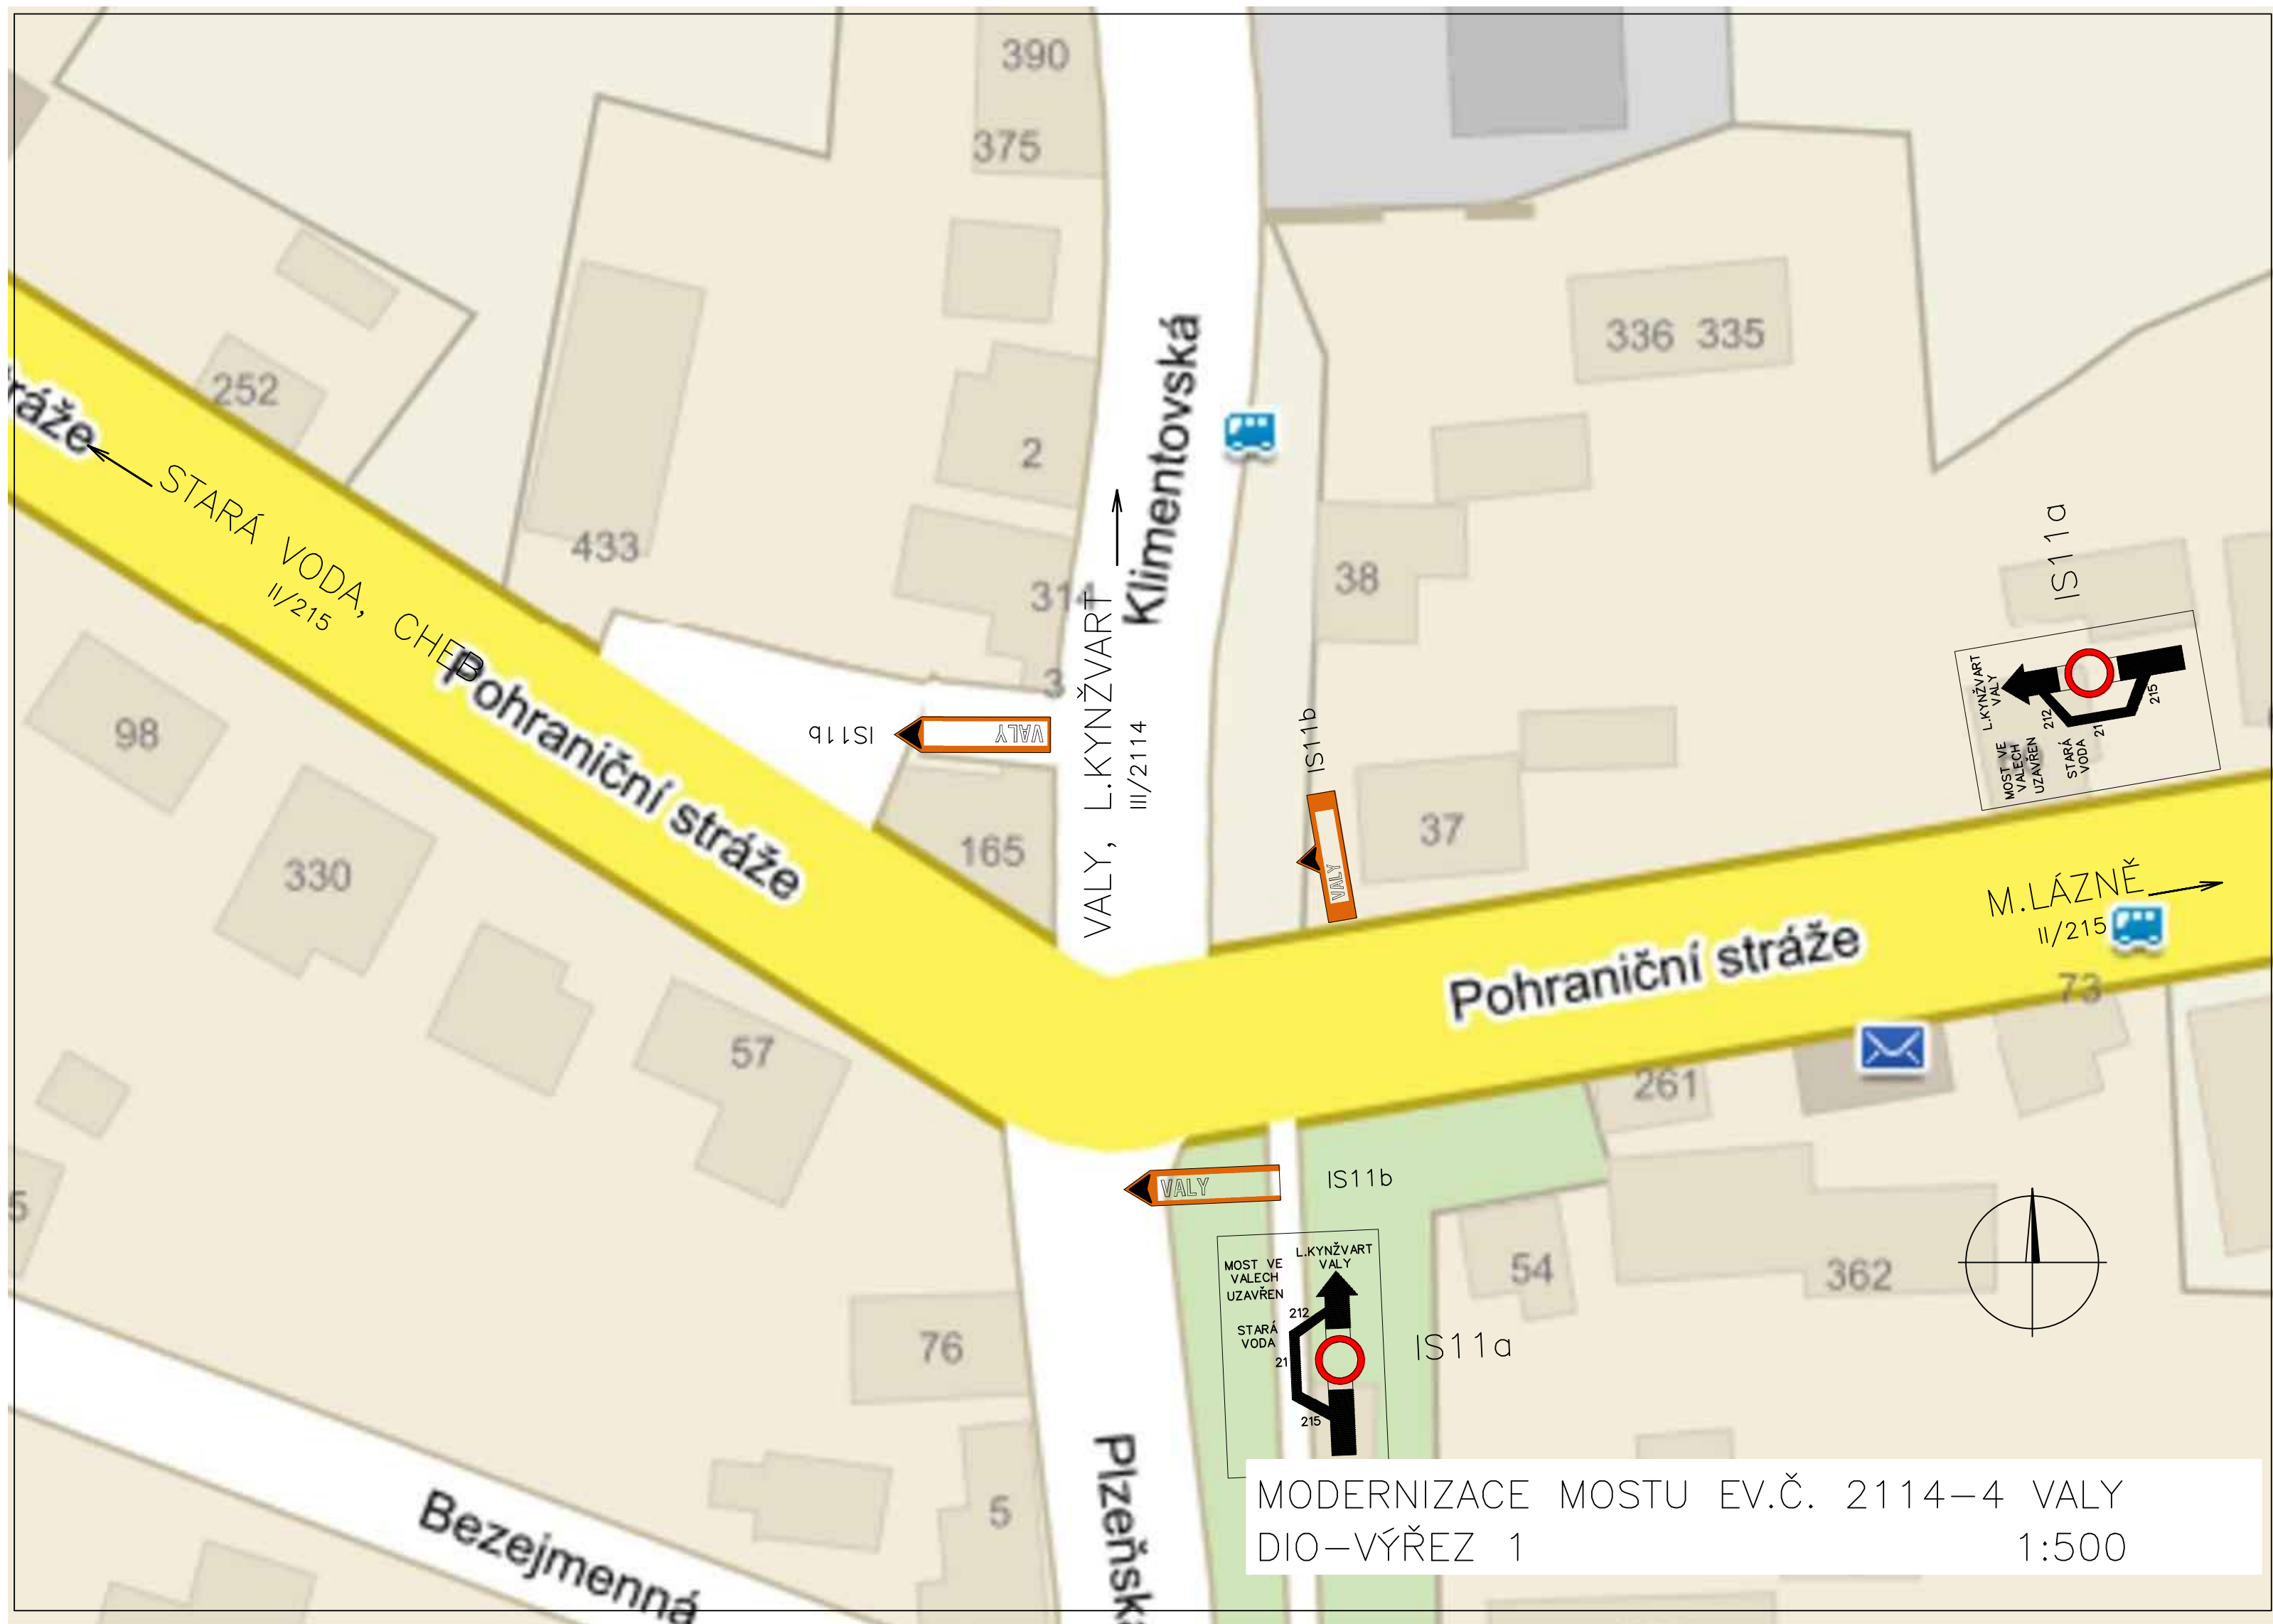 390
375
Klimentovská
336 335
252
ráže
2
433
314
38
3
STARÁ VODA, CHEB
II/215
98
Pohraniční stráže
IS11b
VALY
VALY, L.KYNŽVART
III/2114
IS11b
VALY
37
165
330
IS11a
L.KYNŽVART
VALY
212
21
215
MOST VE
VALECH
UZAVŘEN
STARÁ
VODA
M.LÁZNĚ
II/215
Pohraniční stráže
73
57
261
5
VALY
IS11b
54
362
MOST VE
VALECH
UZAVŘEN
L.KYNŽVART
VALY
212
STARÁ
VODA
21
215
IS11a
76
5
Bezejmenná
Plzeňsk
MODERNIZACE MOSTU EV.Č. 2114-4 VALY
DIO-VÝŘEZ 1 1:500